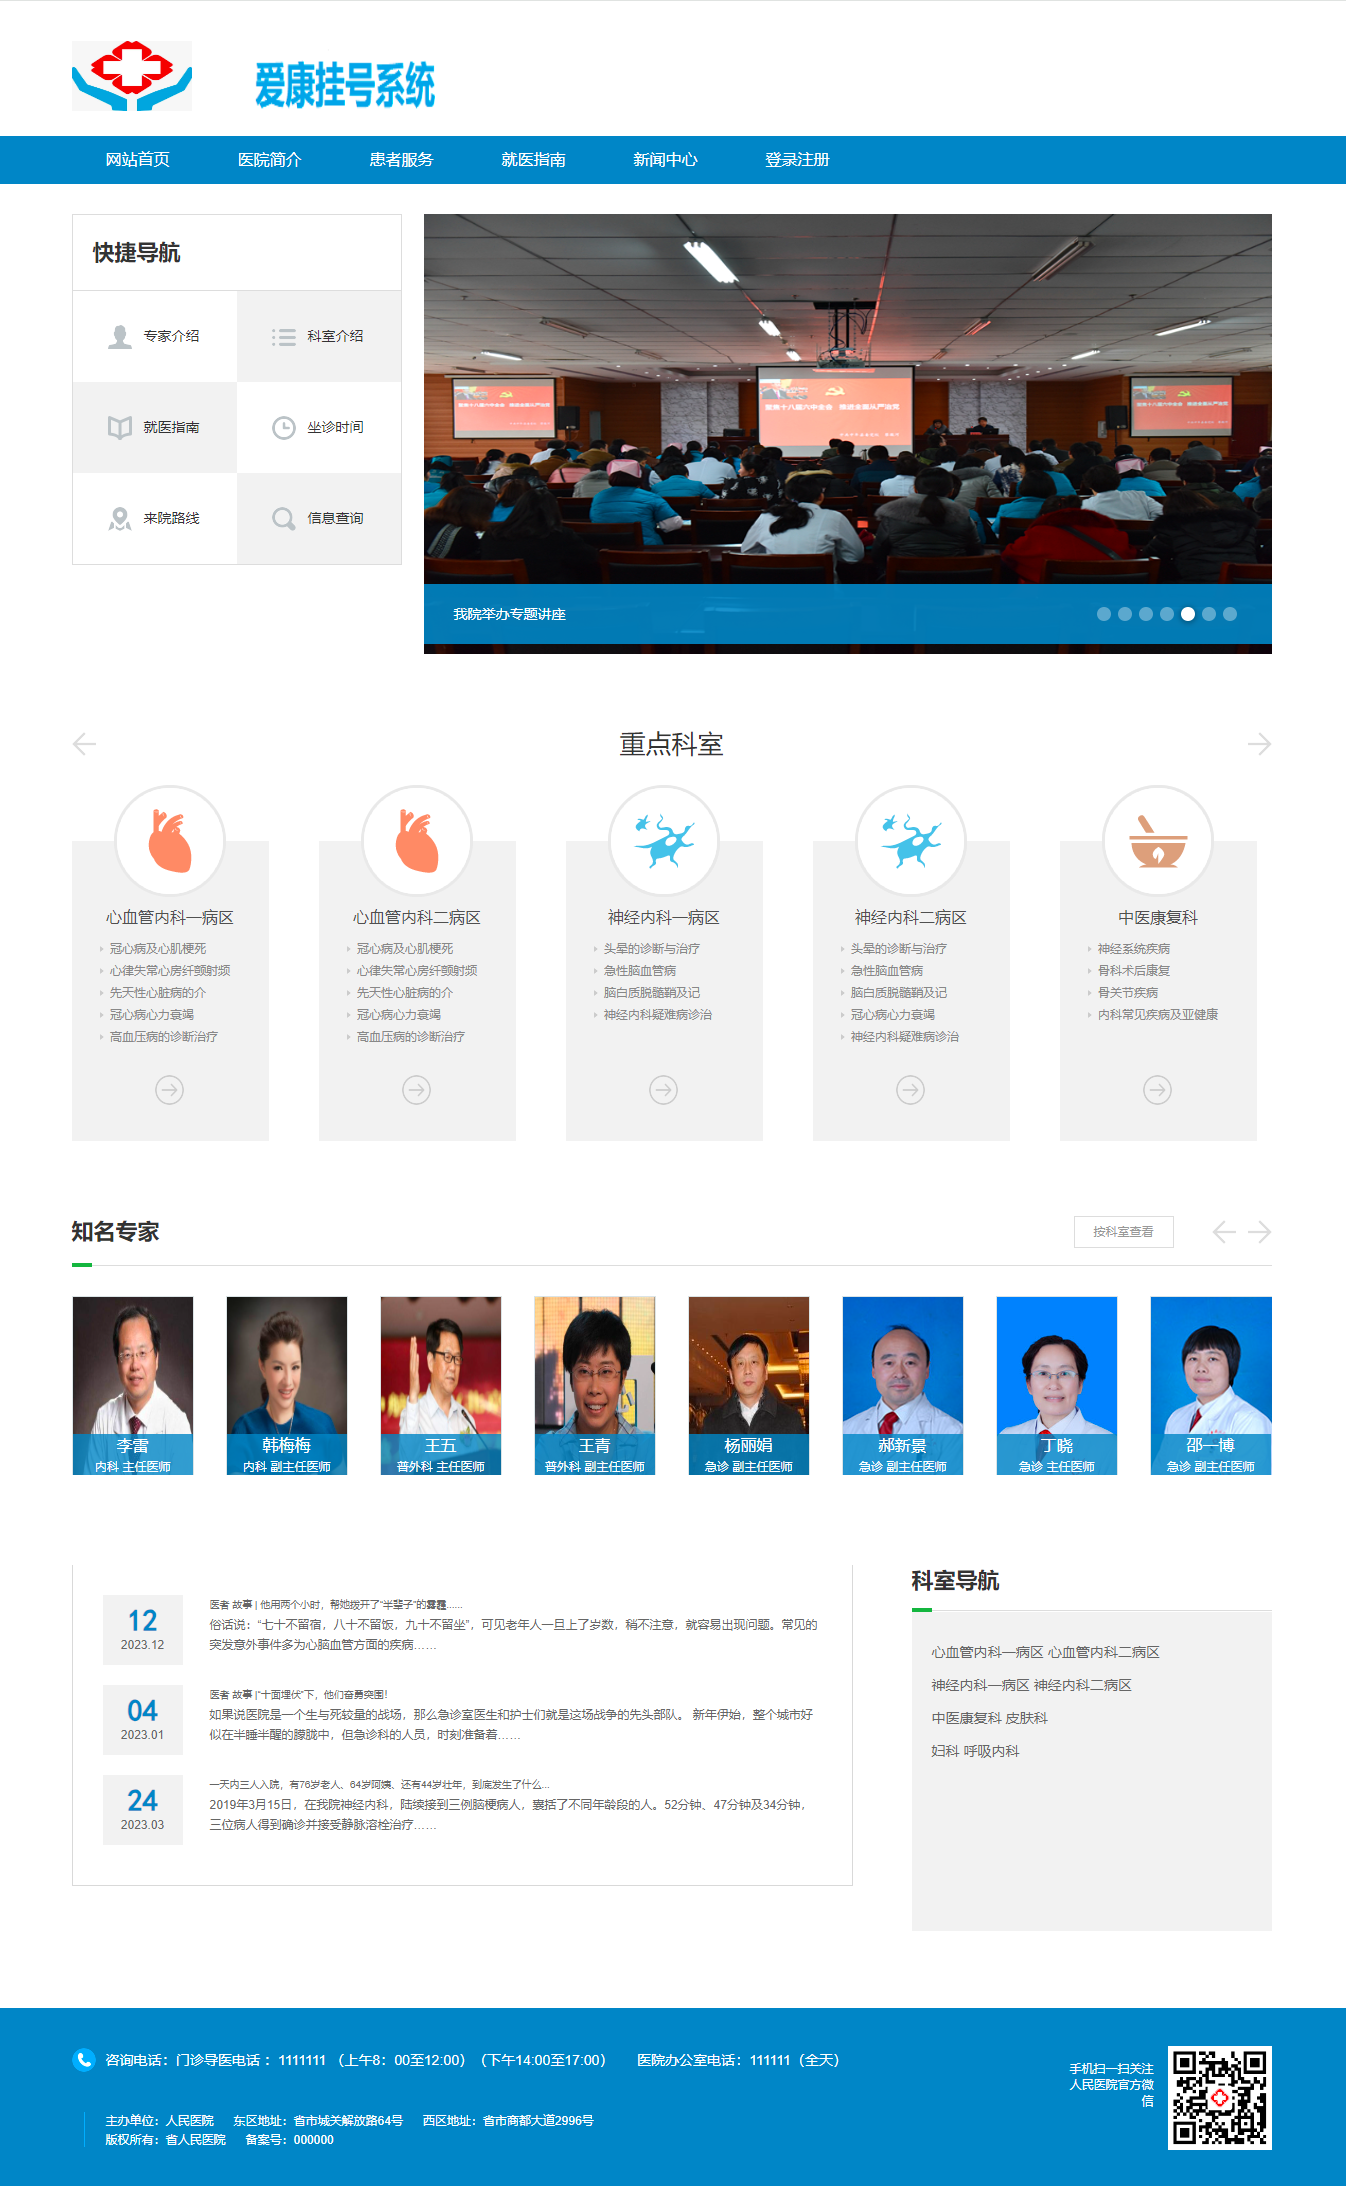 爱康挂号系统
网站首页 医院简介 患者服务 就医指南 新闻中心 登录注册
快捷导航
专家介绍 科室介绍
就医指南 坐诊时间
来院路线 信息查询
我院举办专题讲座
重点科室
心血管内科一病区
冠心病及心肌梗死
心律失常心房纤颤射频
先天性心脏病的介
冠心病心力衰竭
高血压病的诊断治疗
心血管内科二病区
冠心病及心肌梗死
心律失常心房纤颤射频
先天性心脏病的介
冠心病心力衰竭
高血压病的诊断治疗
神经内科一病区
头晕的诊断与治疗
急性脑血管病
脑白质脱髓鞘及记
神经内科疑难病诊治
神经内科二病区
头晕的诊断与治疗
急性脑血管病
脑白质脱髓鞘及记
冠心病心力衰竭
神经内科疑难病诊治
中医康复科
神经系统疾病
骨科术后康复
骨关节疾病
内科常见疾病及亚健康
知名专家
按科室查看
李雷
内科 主任医师
韩梅梅
内科 副主任医师
王五
普外科 主任医师
王青
普外科 副主任医师
杨丽娟
急诊 副主任医师
郝新景
急诊 副主任医师
丁晓
急诊 主任医师
邵一博
急诊 副主任医师
12
2023.12
医者 故事 | 他用两个小时，帮她拨开了“半辈子”的雾霾......
俗话说：“七十不留宿，八十不留饭，九十不留坐”，可见老年人一旦上了岁数，稍不注意，就容易出现问题。常见的
突发意外事件多为心脑血管方面的疾病……
04
2023.01
医者 故事 |“十面埋伏”下，他们奋勇突围！
如果说医院是一个生与死较量的战场，那么急诊室医生和护士们就是这场战争的先头部队。 新年伊始，整个城市好
似在半睡半醒的朦胧中，但急诊科的人员，时刻准备着……
24
2023.03
一天内三人入院，有76岁老人、64岁阿姨、还有44岁壮年，到底发生了什么...
2019年3月15日，在我院神经内科，陆续接到三例脑梗病人，囊括了不同年龄段的人。52分钟、47分钟及34分钟，
三位病人得到确诊并接受静脉溶栓治疗……
科室导航
心血管内科一病区 心血管内科二病区
神经内科一病区 神经内科二病区
中医康复科 皮肤科
妇科 呼吸内科
咨询电话：门诊导医电话 ：1111111 （上午8：00至12:00）（下午14:00至17:00） 医院办公室电话：111111（全天）
主办单位：人民医院 东区地址：省市城关解放路64号 西区地址：省市商都大道2996号
版权所有：省人民医院 备案号：000000
手机扫一扫关注
人民医院官方微
信